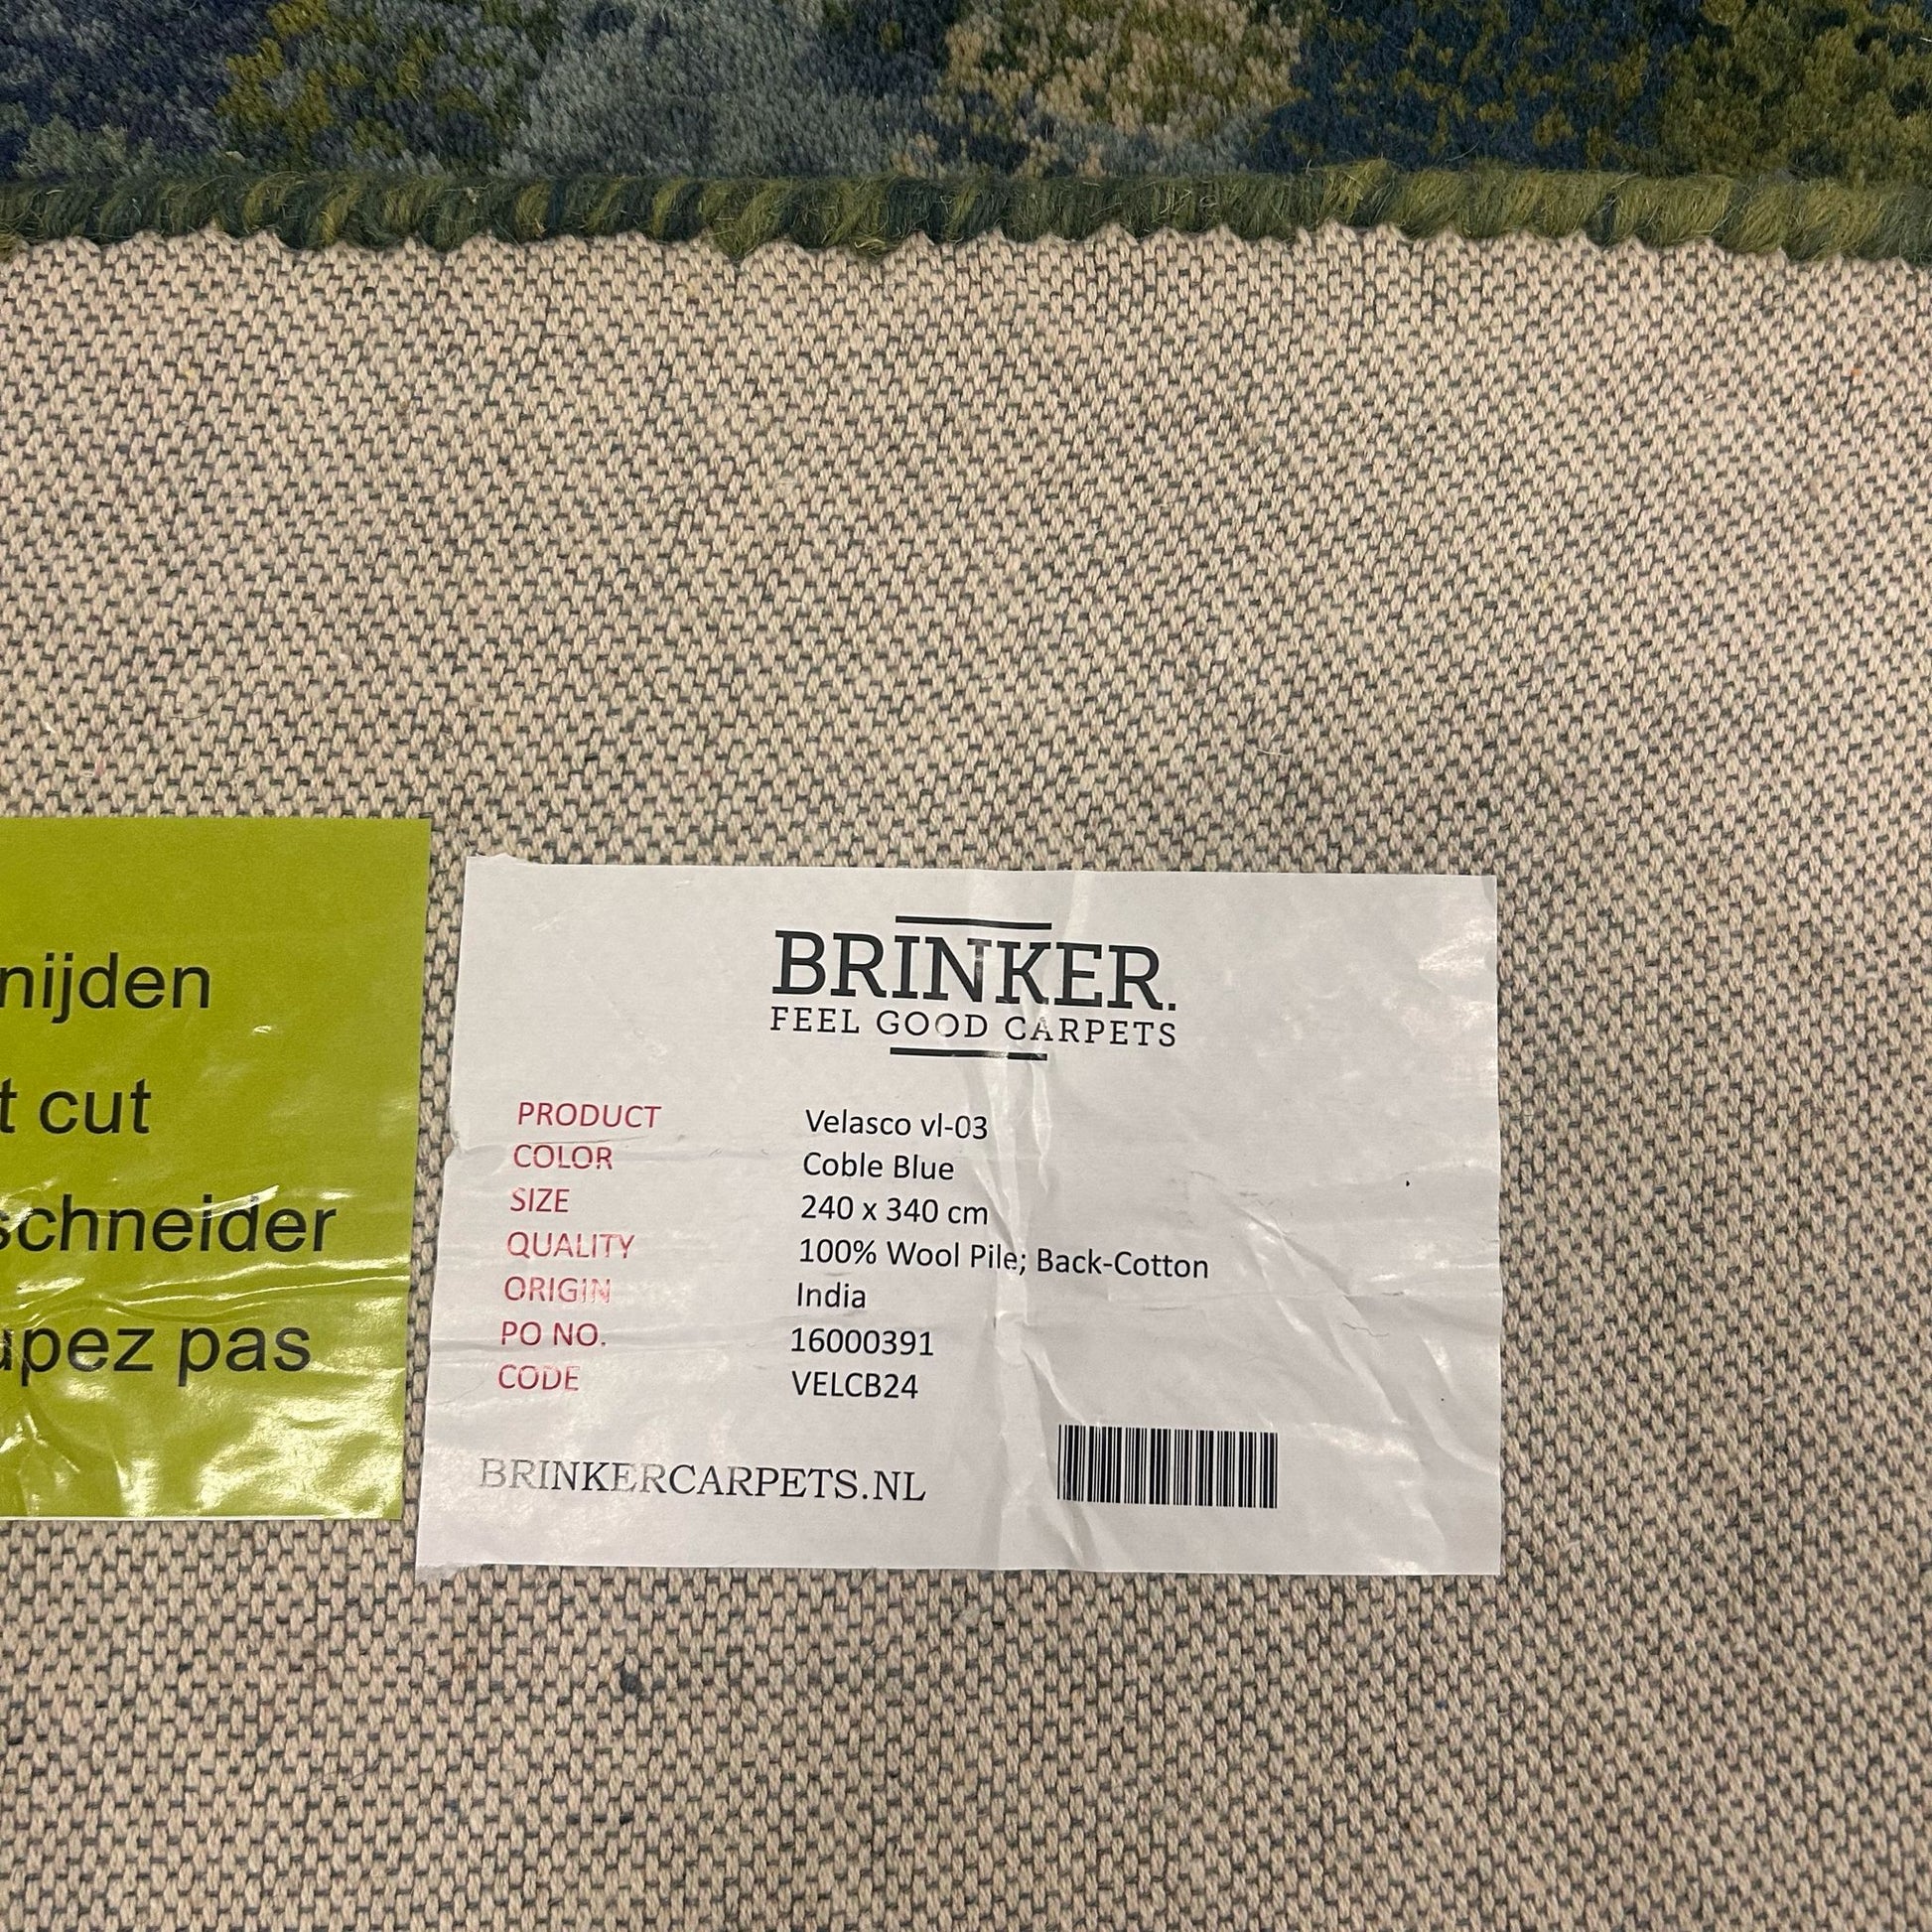 nijden
t cut
schneider
upez pas
BRINKER.
FEEL GOOD CARPETS
PRODUCT Velasco vl-03
COLOR Coble Blue
SIZE 240 x 340 cm
QUALITY 100% Wool Pile; Back-Cotton
ORIGIN India
PO NO. 16000391
CODE VELCB24
BRINKERCARPETS.NL